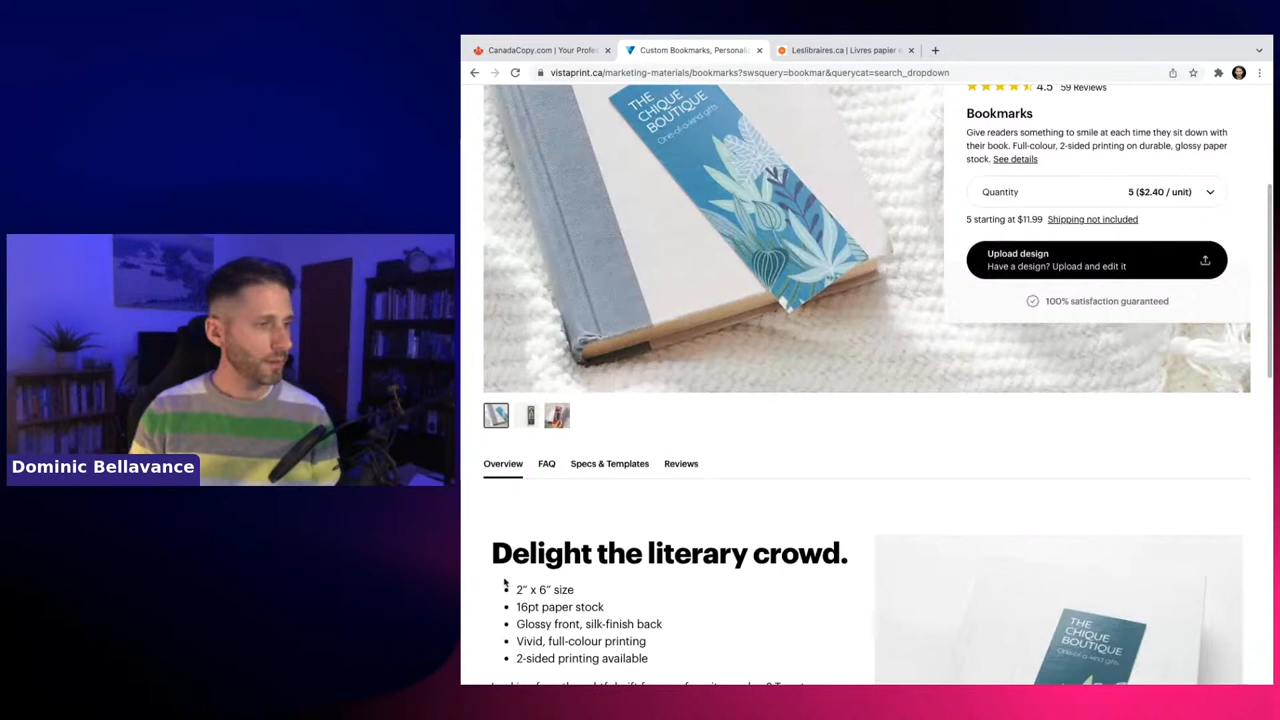 CanadaCopy.com | Your Profe
Custom Bookmarks, Personali
Leslibraires.ca | Livres papier e
vistaprint.ca/marketing-materials/bookmarks?swsquery=bookmar&querycat=search_dropdown
THE
CHIQUE
BOUTIQUE
One-of-a-kind gifts
4.5 59 Reviews
Bookmarks
Give readers something to smile at each time they sit down with
their book. Full-colour, 2-sided printing on durable, glossy paper
stock. See details
Quantity 5 ($2.40 / unit)
5 starting at $11.99 Shipping not included
Upload design
Have a design? Upload and edit it
100% satisfaction guaranteed
Dominic Bellavance
Overview FAQ Specs & Templates Reviews
Delight the literary crowd.
2” x 6” size
16pt paper stock
Glossy front, silk-finish back
Vivid, full-colour printing
2-sided printing available
THE
CHIQUE
BOUTIQUE
One-of-a-kind gifts